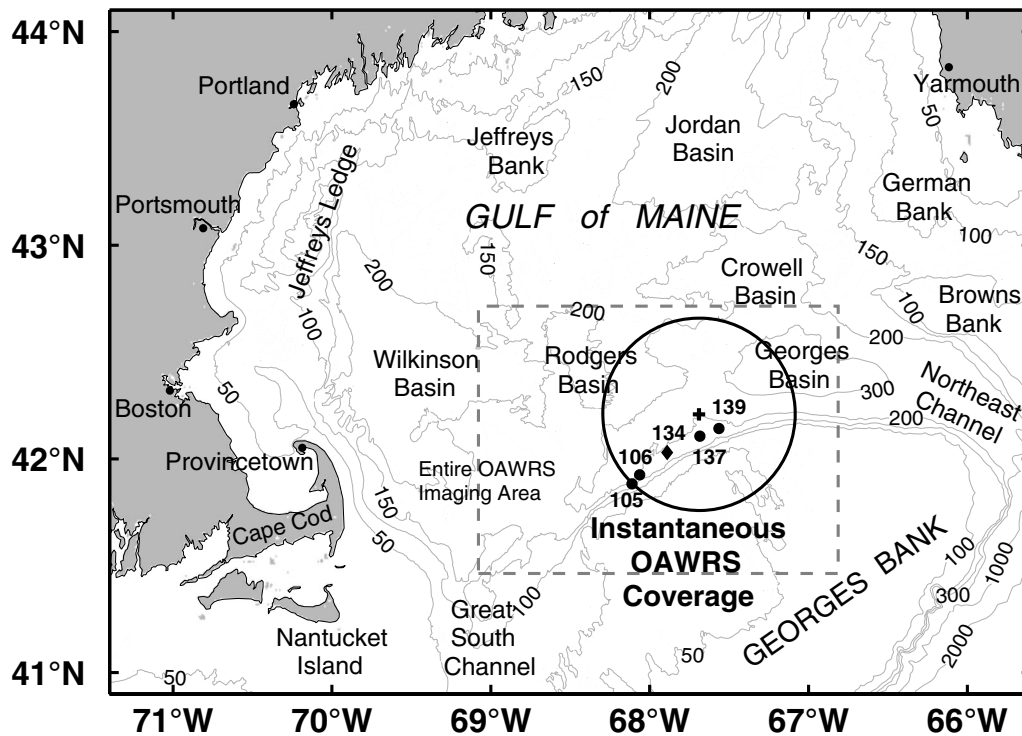 44°N
150
200
Portland
Yarmouth
50
Jeffreys
Bank
Jordan
Basin
German
Bank
Jeffreys Ledge
Portsmouth
GULF of MAINE
100
43°N
150
150
200
Crowell
Basin
100
Browns
Bank
200
100
200
Wilkinson
Basin
Rodgers
Basin
Georges
Basin
300
Northeast
Channel
50
Boston
139
200
134
137
106
105
42°N
Provincetown
Entire OAWRS
Imaging Area
150
Cape Cod
50
Instantaneous
OAWRS
Coverage
GEORGES BANK
100
1000
300
2000
100
Great
South
Channel
Nantucket
Island
50
41°N
50
71°W
70°W
69°W
68°W
67°W
66°W